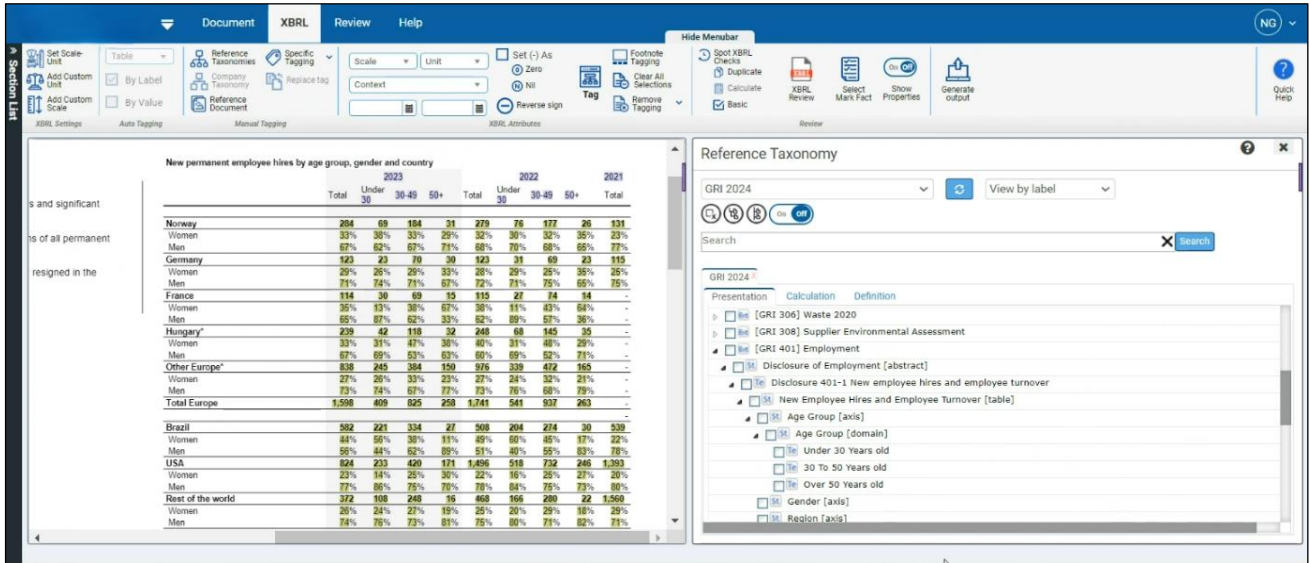 Document XBRL Review Help
Hide Menubar
NG
Section List
Set Scale-Unit
Add Custom Unit
Add Custom Scale
XBRL Settings
Table
By Label
By Value
Auto Tagging
Reference Taxonomies
Company Taxonomy
Reference Document
Specific Tagging
Replace tag
Manual Tagging
Scale Unit
Context
Set (-) As
Zero
Nil
Reverse sign
Tag
Footnote Tagging
Clear All Selections
Remove Tagging
XBRL Attributes
Spot XBRL Checks
Duplicate
Calculate
Basic
XBRL Review
Select Mark Fact
On Off
Show Properties
Generate output
Review
Quick Help
s and significant
ns of all permanent
resigned in the
New permanent employee hires by age group, gender and country
2023 2022 2021
Total Under 30 30-49 50+ Total Under 30 30-49 50+ Total
Norway 284 69 184 31 279 76 177 26 131
Women 33% 38% 33% 29% 32% 30% 32% 35% 23%
Men 67% 62% 67% 71% 68% 70% 68% 65% 77%
Germany 123 23 70 30 123 31 69 23 115
Women 29% 26% 29% 33% 28% 29% 25% 35% 25%
Men 71% 74% 71% 67% 72% 71% 75% 65% 75%
France 114 30 69 15 115 27 74 14 -
Women 35% 13% 38% 67% 38% 11% 43% 64% -
Men 65% 87% 62% 33% 62% 89% 57% 36% -
Hungary* 239 42 118 32 248 68 145 35 -
Women 33% 31% 47% 38% 40% 31% 48% 29% -
Men 67% 69% 53% 63% 60% 69% 52% 71% -
Other Europe* 838 245 384 150 976 339 472 165 -
Women 27% 26% 33% 23% 27% 24% 32% 21% -
Men 73% 74% 67% 77% 73% 76% 68% 79% -
Total Europe 1,598 409 825 258 1,741 541 937 263 -
-
Brazil 582 221 334 27 508 204 274 30 539
Women 44% 56% 38% 11% 49% 60% 45% 17% 22%
Men 56% 44% 62% 89% 51% 40% 55% 83% 78%
USA 824 233 420 171 1,496 518 732 246 1,393
Women 23% 14% 25% 30% 22% 16% 25% 27% 20%
Men 77% 86% 75% 70% 78% 84% 75% 73% 80%
Rest of the world 372 108 248 16 468 166 280 22 1,560
Women 26% 24% 27% 19% 25% 20% 29% 18% 29%
Men 74% 76% 73% 81% 75% 80% 71% 82% 71%
Reference Taxonomy
GRI 2024 View by label
On Off
Search Search
GRI 2024
Presentation Calculation Definition
[GRI 306] Waste 2020
[GRI 308] Supplier Environmental Assessment
[GRI 401] Employment
St Disclosure of Employment [abstract]
Te Disclosure 401-1 New employee hires and employee turnover
St New Employee Hires and Employee Turnover [table]
St Age Group [axis]
St Age Group [domain]
Te Under 30 Years old
Te 30 To 50 Years old
Te Over 50 Years old
St Gender [axis]
St Region [axis]